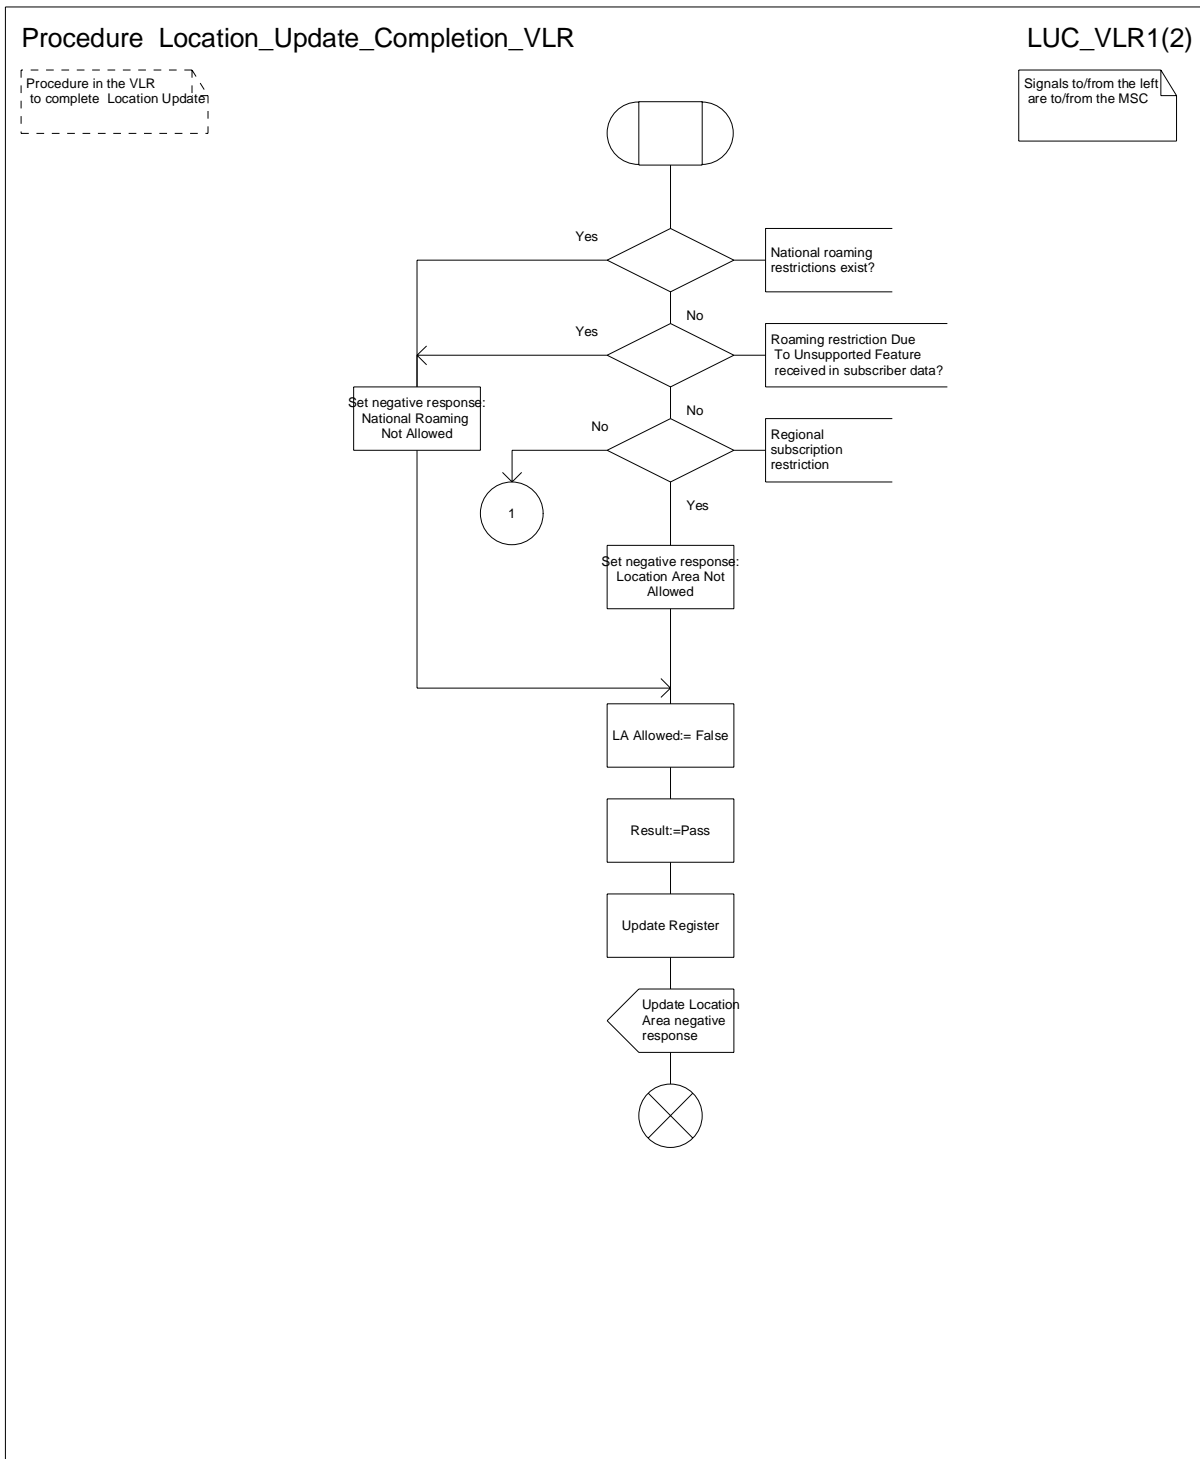 Procedure Location_Update_Completion_VLR
LUC_VLR1(2)
Procedure in the VLR
to complete Location Update
Signals to/from the left
are to/from the MSC
Yes
National roaming
restrictions exist?
No
Yes
Roaming restriction Due
To Unsupported Feature
received in subscriber data?
Set negative response:
National Roaming
Not Allowed
No
No
Regional
subscription
restriction
1
Yes
Set negative response:
Location Area Not
Allowed
LA Allowed:= False
Result:=Pass
Update Register
Update Location
Area negative
response